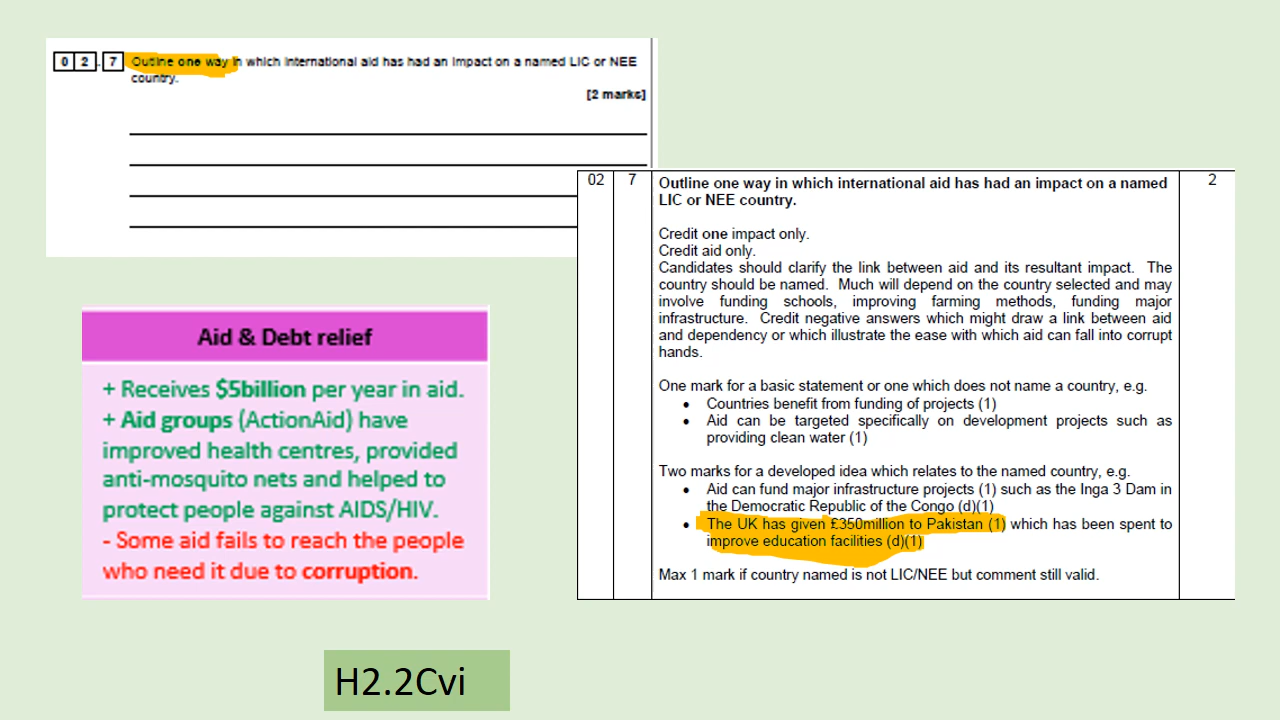 0 2 . 7 Outline one way in which international aid has had an impact on a named LIC or NEE
country.
[2 marks]
02 7 Outline one way in which international aid has had an impact on a named 2
LIC or NEE country.
Credit one impact only.
Credit aid only.
Candidates should clarify the link between aid and its resultant impact. The
country should be named. Much will depend on the country selected and may
involve funding schools, improving farming methods, funding major
infrastructure. Credit negative answers which might draw a link between aid
and dependency or which illustrate the ease with which aid can fall into corrupt
hands.
One mark for a basic statement or one which does not name a country, e.g.
• Countries benefit from funding of projects (1)
• Aid can be targeted specifically on development projects such as
providing clean water (1)
Two marks for a developed idea which relates to the named country, e.g.
• Aid can fund major infrastructure projects (1) such as the Inga 3 Dam in
the Democratic Republic of the Congo (d)(1)
• The UK has given £350million to Pakistan (1) which has been spent to
improve education facilities (d)(1)
Max 1 mark if country named is not LIC/NEE but comment still valid.
Aid & Debt relief
+ Receives $5billion per year in aid.
+ Aid groups (ActionAid) have
improved health centres, provided
anti-mosquito nets and helped to
protect people against AIDS/HIV.
- Some aid fails to reach the people
who need it due to corruption.
H2.2Cvi